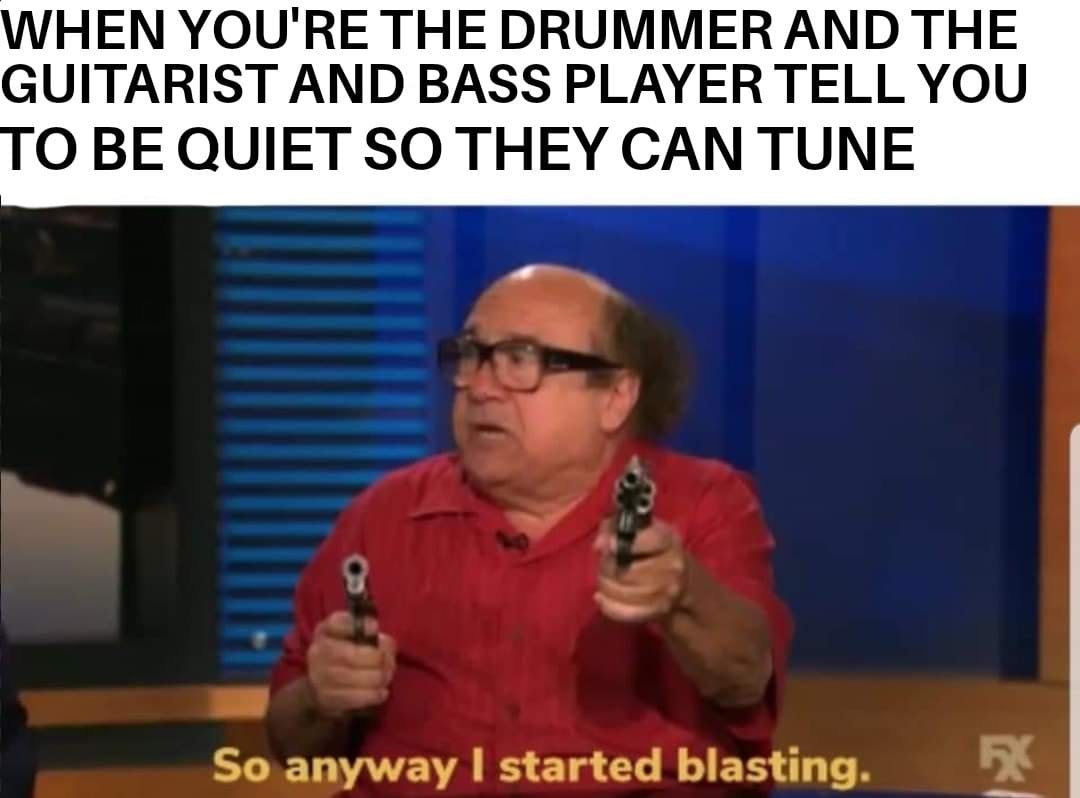 WHEN YOU'RE THE DRUMMER AND THE
GUITARIST AND BASS PLAYER TELL YOU
TO BE QUIET SO THEY CAN TUNE
So anyway I started blasting.
FXX